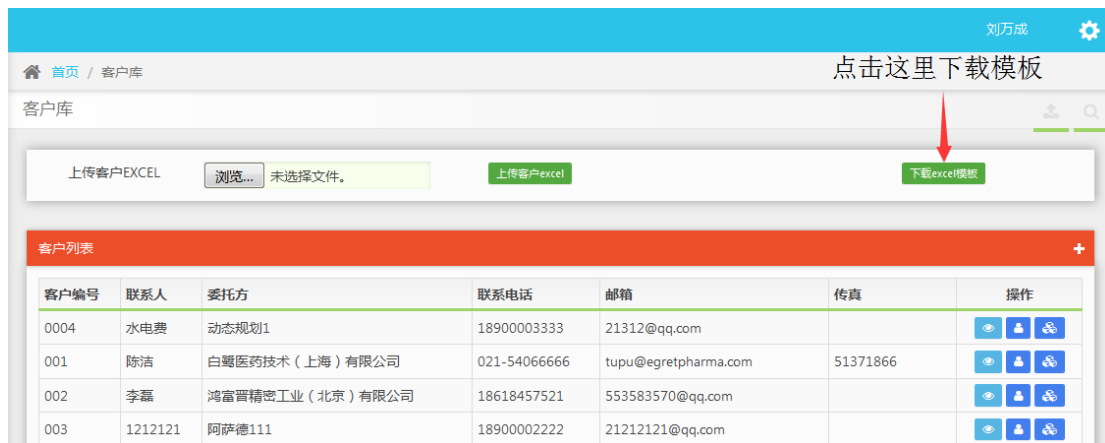 刘万成
首页 / 客户库
点击这里下载模板
客户库
上传客户EXCEL 浏览... 未选择文件。 上传客户excel 下载excel模板
客户列表
客户编号 联系人 委托方 联系电话 邮箱 传真 操作
0004 水电费 动态规划1 18900003333 21312@qq.com
001 陈洁 白鹭医药技术（上海）有限公司 021-54066666 tupu@egretpharma.com 51371866
002 李磊 鸿富晋精密工业（北京）有限公司 18618457521 553583570@qq.com
003 1212121 阿萨德111 18900002222 21212121@qq.com